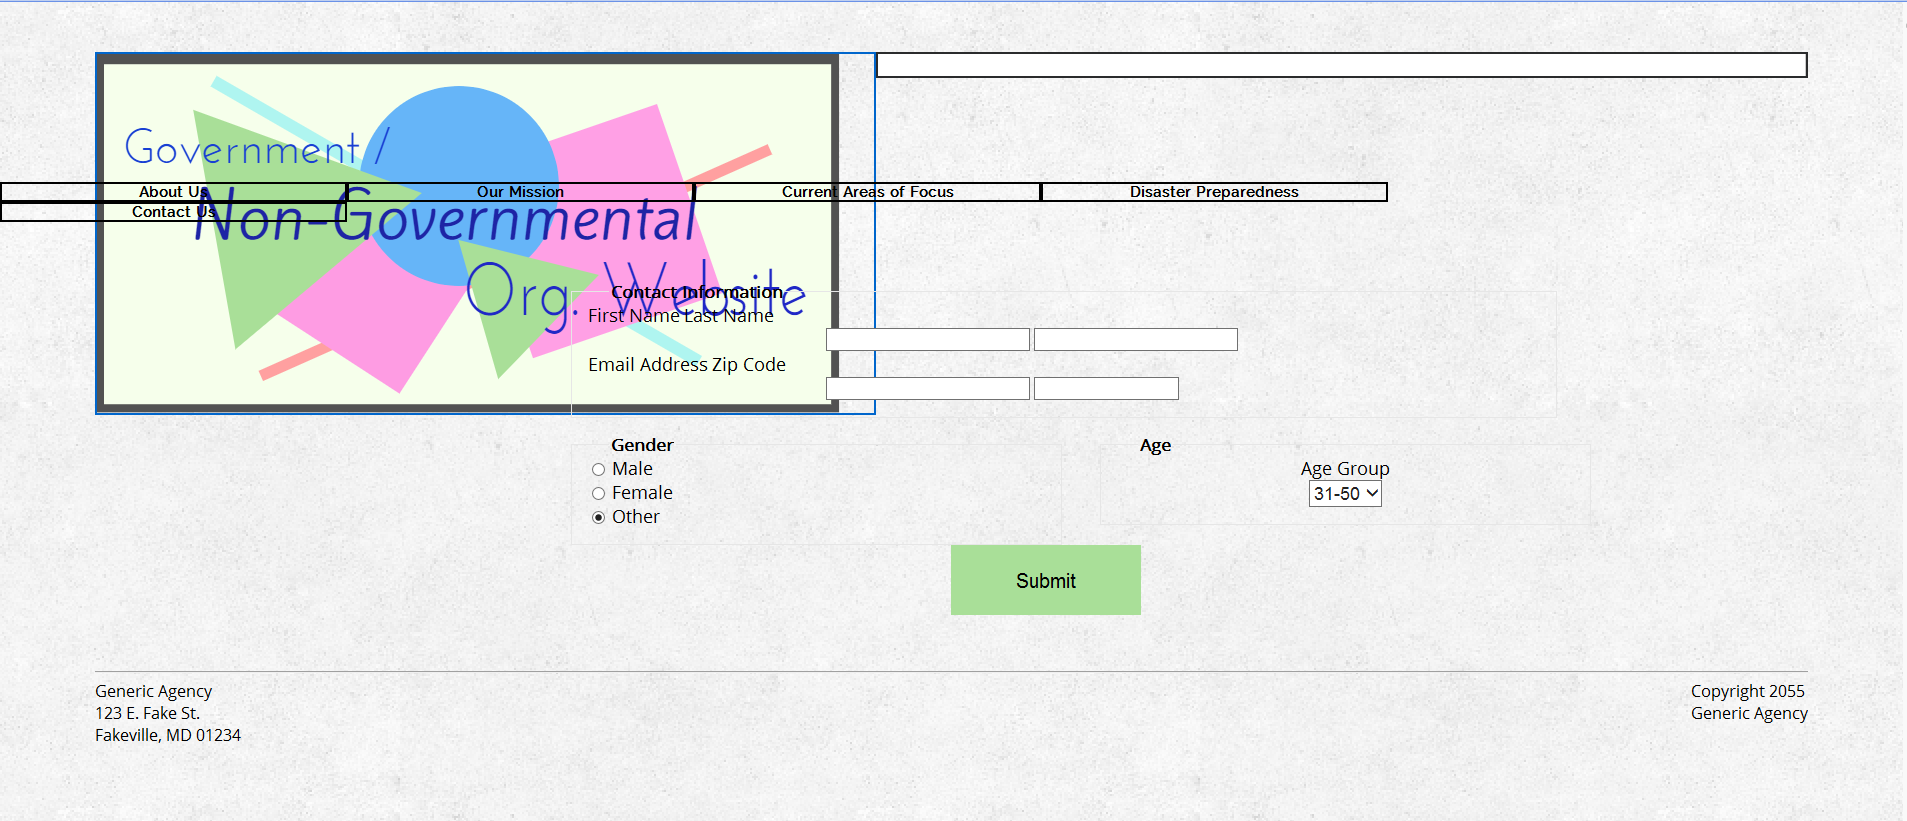 Government /
Non-Governmental
Org. Website
About Us
Our Mission
Current Areas of Focus
Disaster Preparedness
Contact Us
Contact Information
First Name Last Name
Email Address Zip Code
Gender
Male
Female
Other
Age
Age Group
31-50
Submit
Generic Agency
123 E. Fake St.
Fakeville, MD 01234
Copyright 2055
Generic Agency